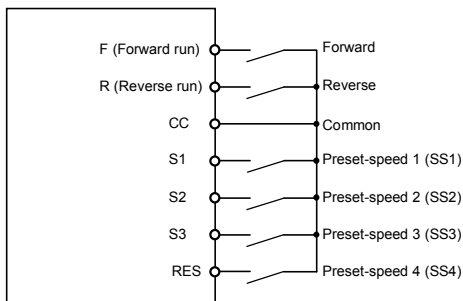 F (Forward run) Forward
R (Reverse run) Reverse
CC Common
S1 Preset-speed 1 (SS1)
S2 Preset-speed 2 (SS2)
S3 Preset-speed 3 (SS3)
RES Preset-speed 4 (SS4)